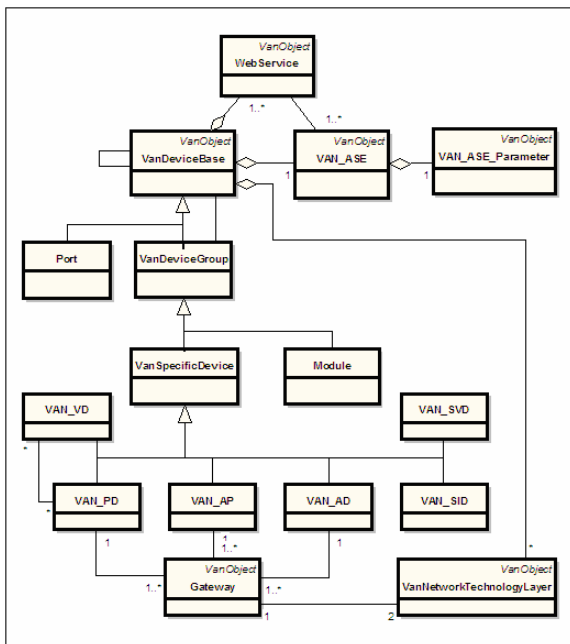 VanObject
WebService
1..*
1..*
VanObject
VanDeviceBase
VanObject
VAN_ASE
VanObject
VAN_ASE_Parameter
1
1
Port
VanDeviceGroup
VanSpecificDevice
Module
VAN_VD
VAN_SVD
*
*
VAN_PD
VAN_AP
VAN_AD
VAN_SID
1
1
1..*
1
*
1..*
VanObject
Gateway
1..*
VanObject
VanNetworkTechnologyLayer
1
2